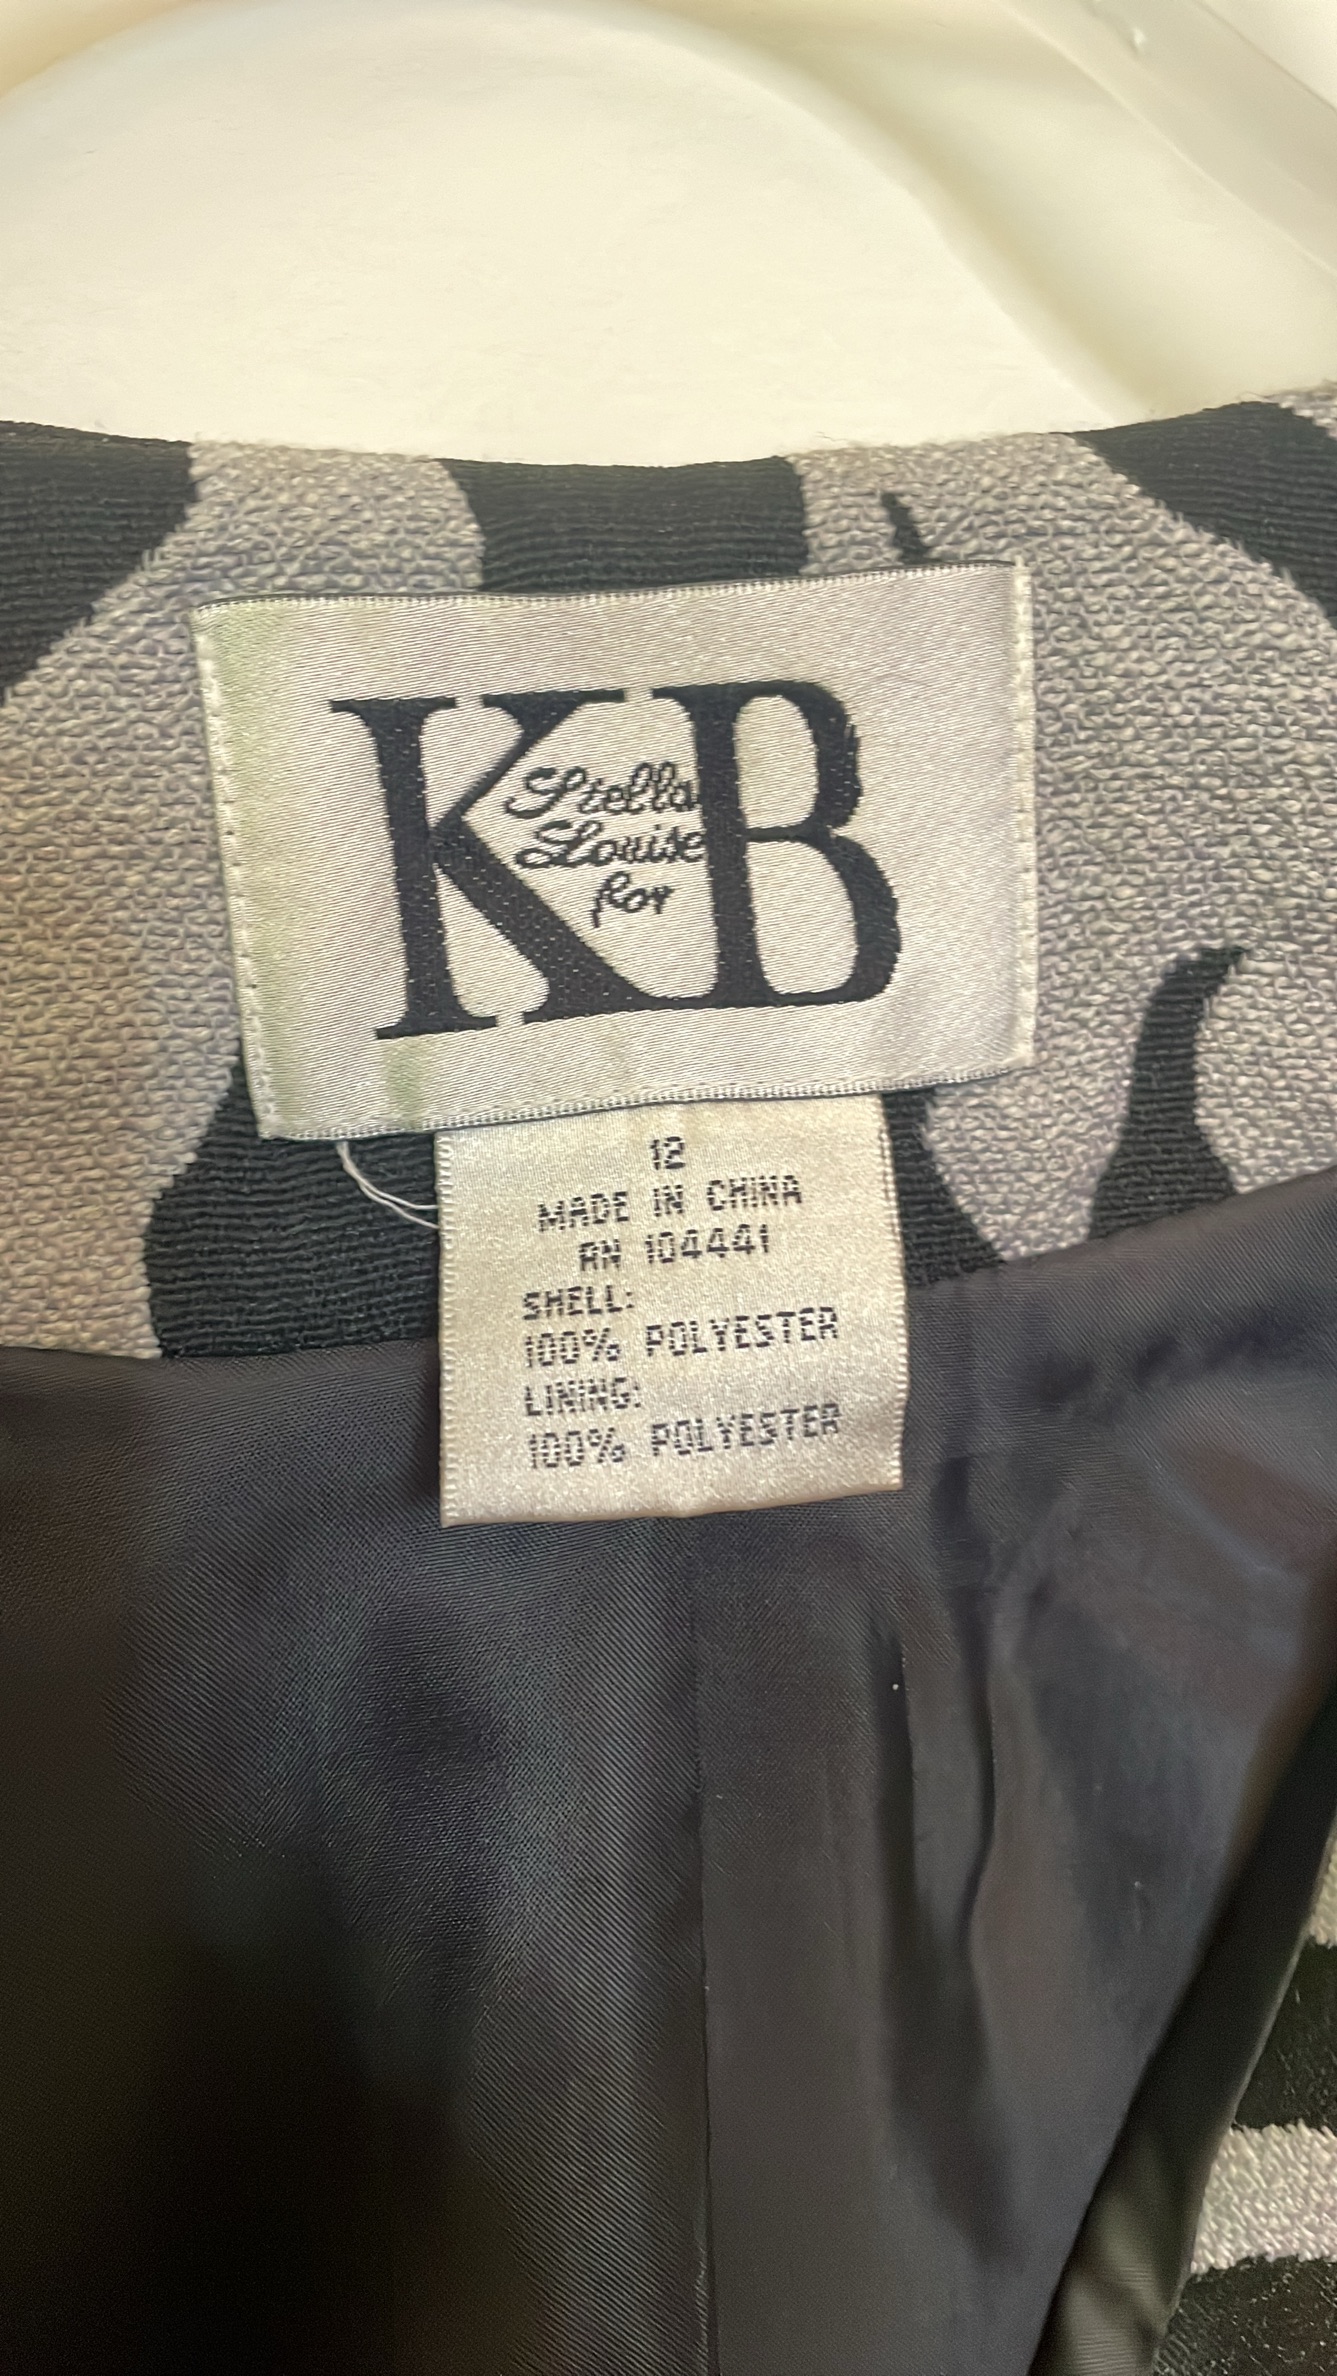 KB
Stella
Louise
for
12
MADE IN CHINA
RN 104441
SHELL:
100% POLYESTER
LINING:
100% POLYESTER